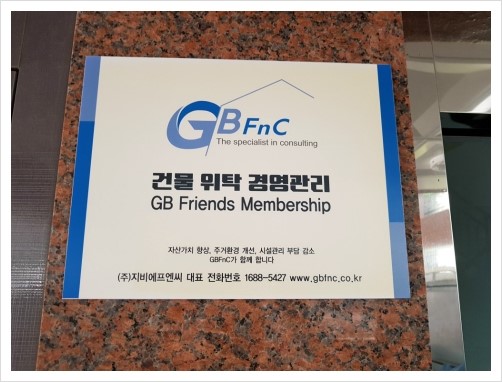 GBFnC
The specialist in consulting
건물 위탁 경영관리
GB Friends Membership
자산가치 향상, 주거환경 개선, 시설관리 부담 감소
GBFnC가 함께 합니다
(주)지비에프엔씨 대표 전화번호 1688-5427 www.gbfnc.co.kr